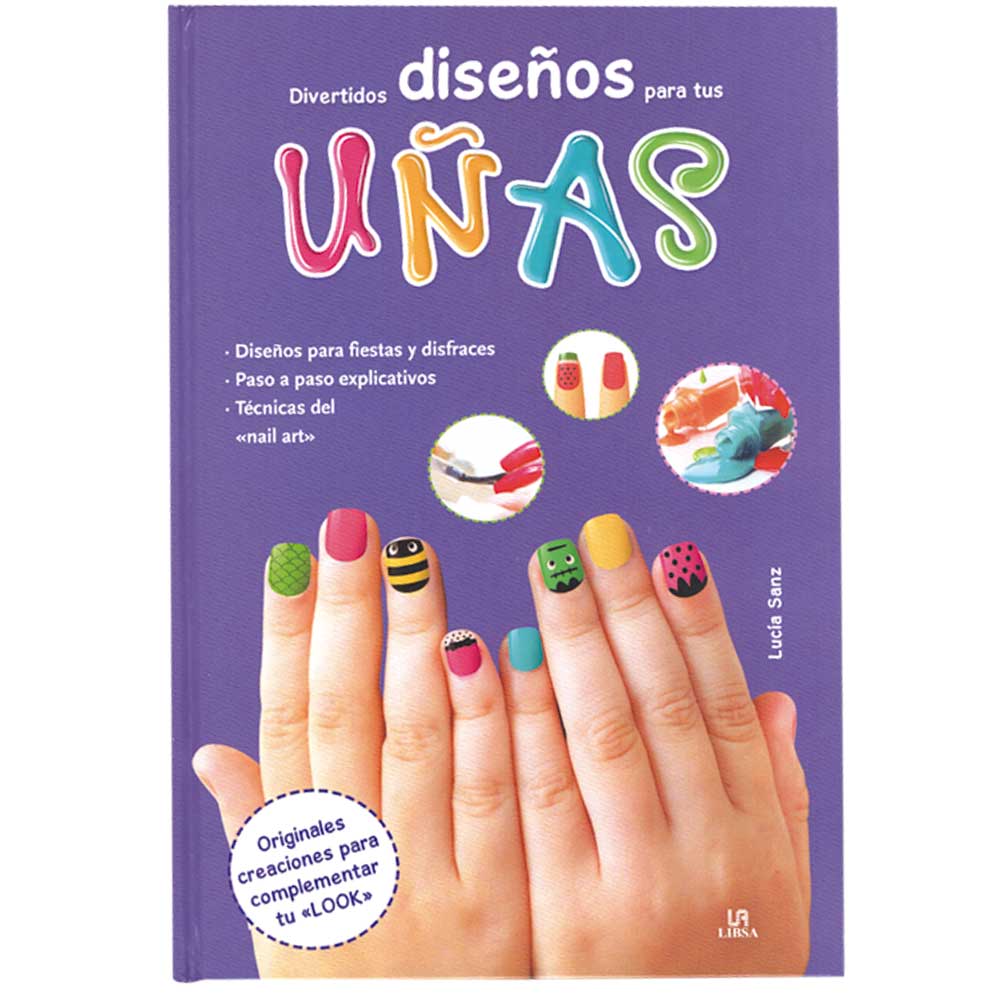 Divertidos diseños para tus
UÑAS
· Diseños para fiestas y disfraces
· Paso a paso explicativos
· Técnicas del
«nail art»
Lucía Sanz
Originales
creaciones para
complementar
tu «LOOK»
LA
LIBSA